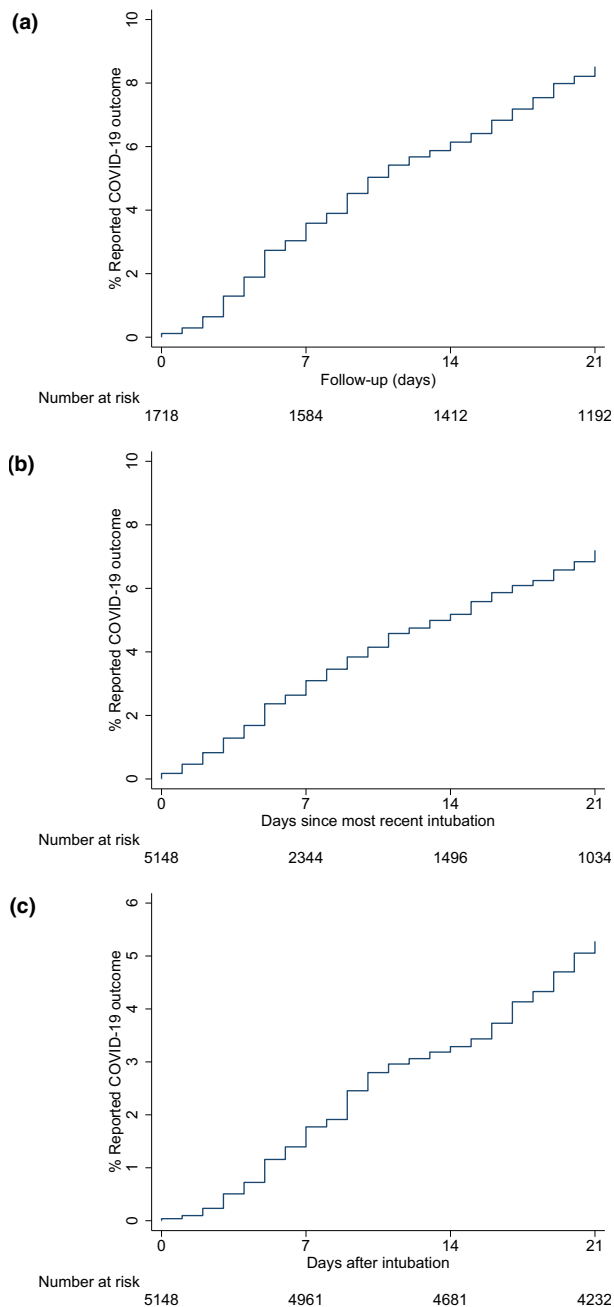 (a)
% Reported COVID-19 outcome
10
8
6
4
2
0
0 7 14 21
Follow-up (days)
Number at risk
1718 1584 1412 1192
(b)
% Reported COVID-19 outcome
10
8
6
4
2
0
0 7 14 21
Days since most recent intubation
Number at risk
5148 2344 1496 1034
(c)
% Reported COVID-19 outcome
6
5
4
3
2
1
0
0 7 14 21
Days after intubation
Number at risk
5148 4961 4681 4232